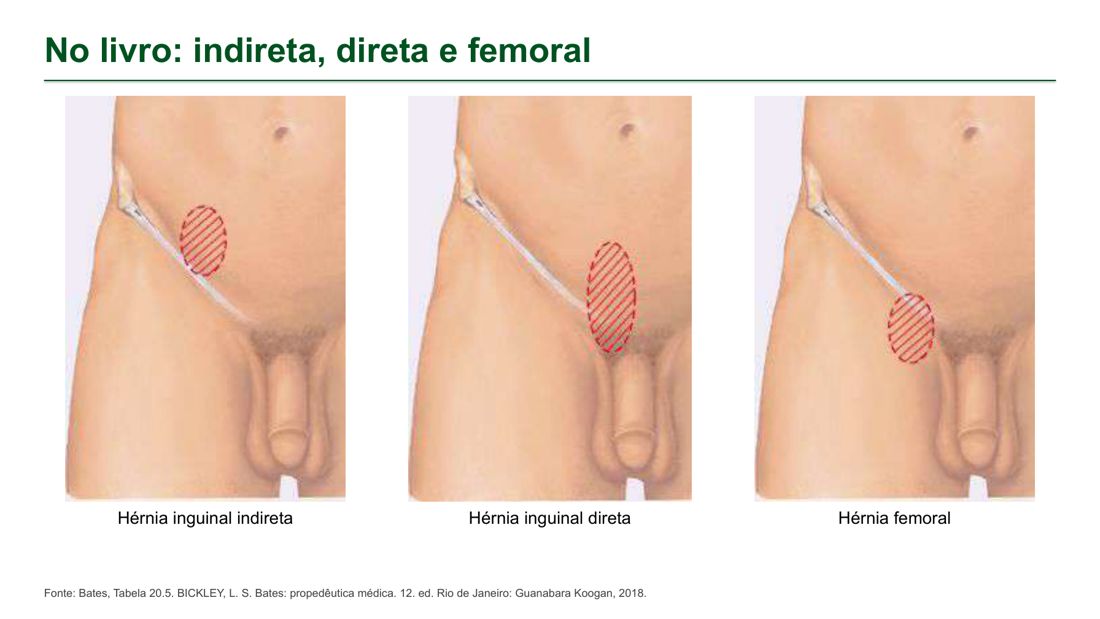 No livro: indireta, direta e femoral
Hérnia inguinal indireta
Hérnia inguinal direta
Hérnia femoral
Fonte: Bates, Tabela 20.5. BICKLEY, L. S. Bates: propedêutica médica. 12. ed. Rio de Janeiro: Guanabara Koogan, 2018.